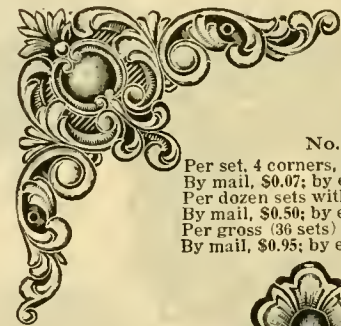 No.
Per set, 4 corners,
By mail, $0.07; by e
Per dozen sets with
By mail, $0.50; by e
Per gross (36 sets)
By mail, $0.95; by e